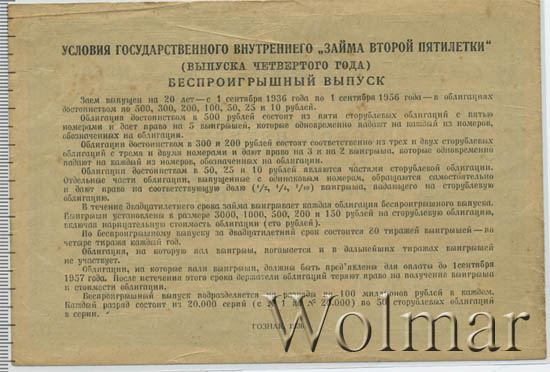 УСЛОВИЯ ГОСУДАРСТВЕННОГО ВНУТРЕННЕГО „ЗАЙМА ВТОРОЙ ПЯТИЛЕТКИ"
(ВЫПУСКА ЧЕТВЕРТОГО ГОДА)
БЕСПРОИГРЫШНЫЙ ВЫПУСК
Заем выпущен на 20 лет—с 1 сентября 1936 года по 1 сентября 1956 года—в облигациях
достоинством по 500, 300, 200, 100, 50, 25 и 10 рублей.
Облигация достоинством в 500 рублей состоит из пяти сторублевых облигаций с пятью
номерами и дает право на 5 выигрышей, которые одновременно падают на каждый из номеров,
обозначенных на облигации.
Облигации достоинством в 300 и 200 рублей состоят соответственно из трех и двух сторублевых
облигаций с тремя и двумя номерами и дают право на 3 и на 2 выигрыша, которые одновременно
падают на каждый из номеров, обозначенных на облигации.
Облигации достоинством в 50, 25 и 10 рублей являются частями сторублевой облигации.
Отдельные части облигации, выпущенные с одинаковым номером, обращаются самостоятельно
и дают право на соответствующую долю (¹/₂, ¹/₄, ¹/₁₀) выигрыша, падающего на сторублевую
облигацию.
В течение двадцатилетнего срока займа выигрывает каждая облигация беспроигрышного выпуска.
Выигрыши установлены в размере 3000, 1000, 500, 200 и 150 рублей на сторублевую облигацию,
включая нарицательную стоимость облигации (сто рублей).
По беспроигрышному выпуску за двадцатилетний срок состоится 80 тиражей выигрышей—по
четыре тиража каждый год.
Облигация, на которую пал выигрыш, погашается и в дальнейших тиражах выигрышей
не участвует.
Облигации, на которые пали выигрыши, должны быть пред'явлены для оплаты до 1 сентября
1957 года. После истечения этого срока держатели облигаций теряют право на получение выигрыша
и стоимости облигации.
Беспроигрышный выпуск подразделяется на разряды по 100 миллионов рублей в каждом.
Каждый разряд состоит из 20.000 серий (с № 1 по № 20.000) по 50 сторублевых облигаций
в серии.
ГОЗНАК. 1936
Wolmar